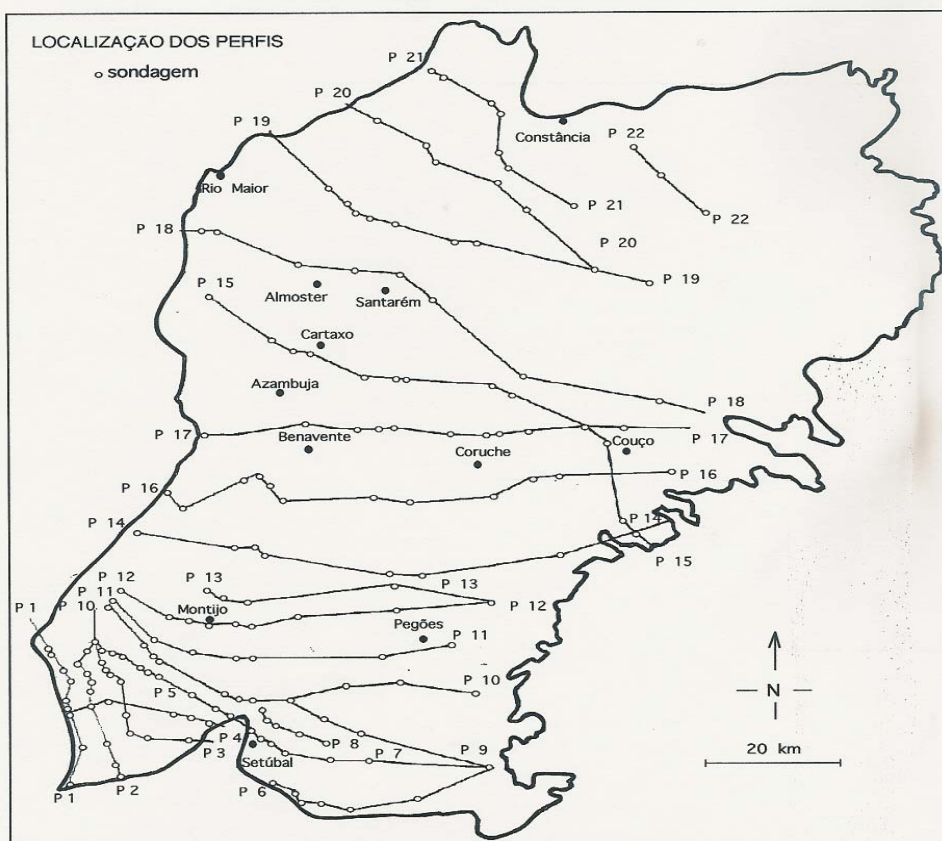 LOCALIZAÇÃO DOS PERFIS
sondagem
P 21
P 20
P 19
Constância
P 22
Rio Maior
P 21
P 22
P 18
P 20
P 15
P 19
Almoster
Santarém
Cartaxo
Azambuja
P 18
P 17
Benavente
P 17
Couço
Coruche
P 16
P 16
P 14
P 14
P 15
P 12
P 13
P 13
P 11
P 1
P 10
P 12
Montijo
Pegões
P 11
P 5
P 10
N
P 4
P 8
P 3
P 7
P 9
20 km
Setúbal
P 6
P 1
P 2